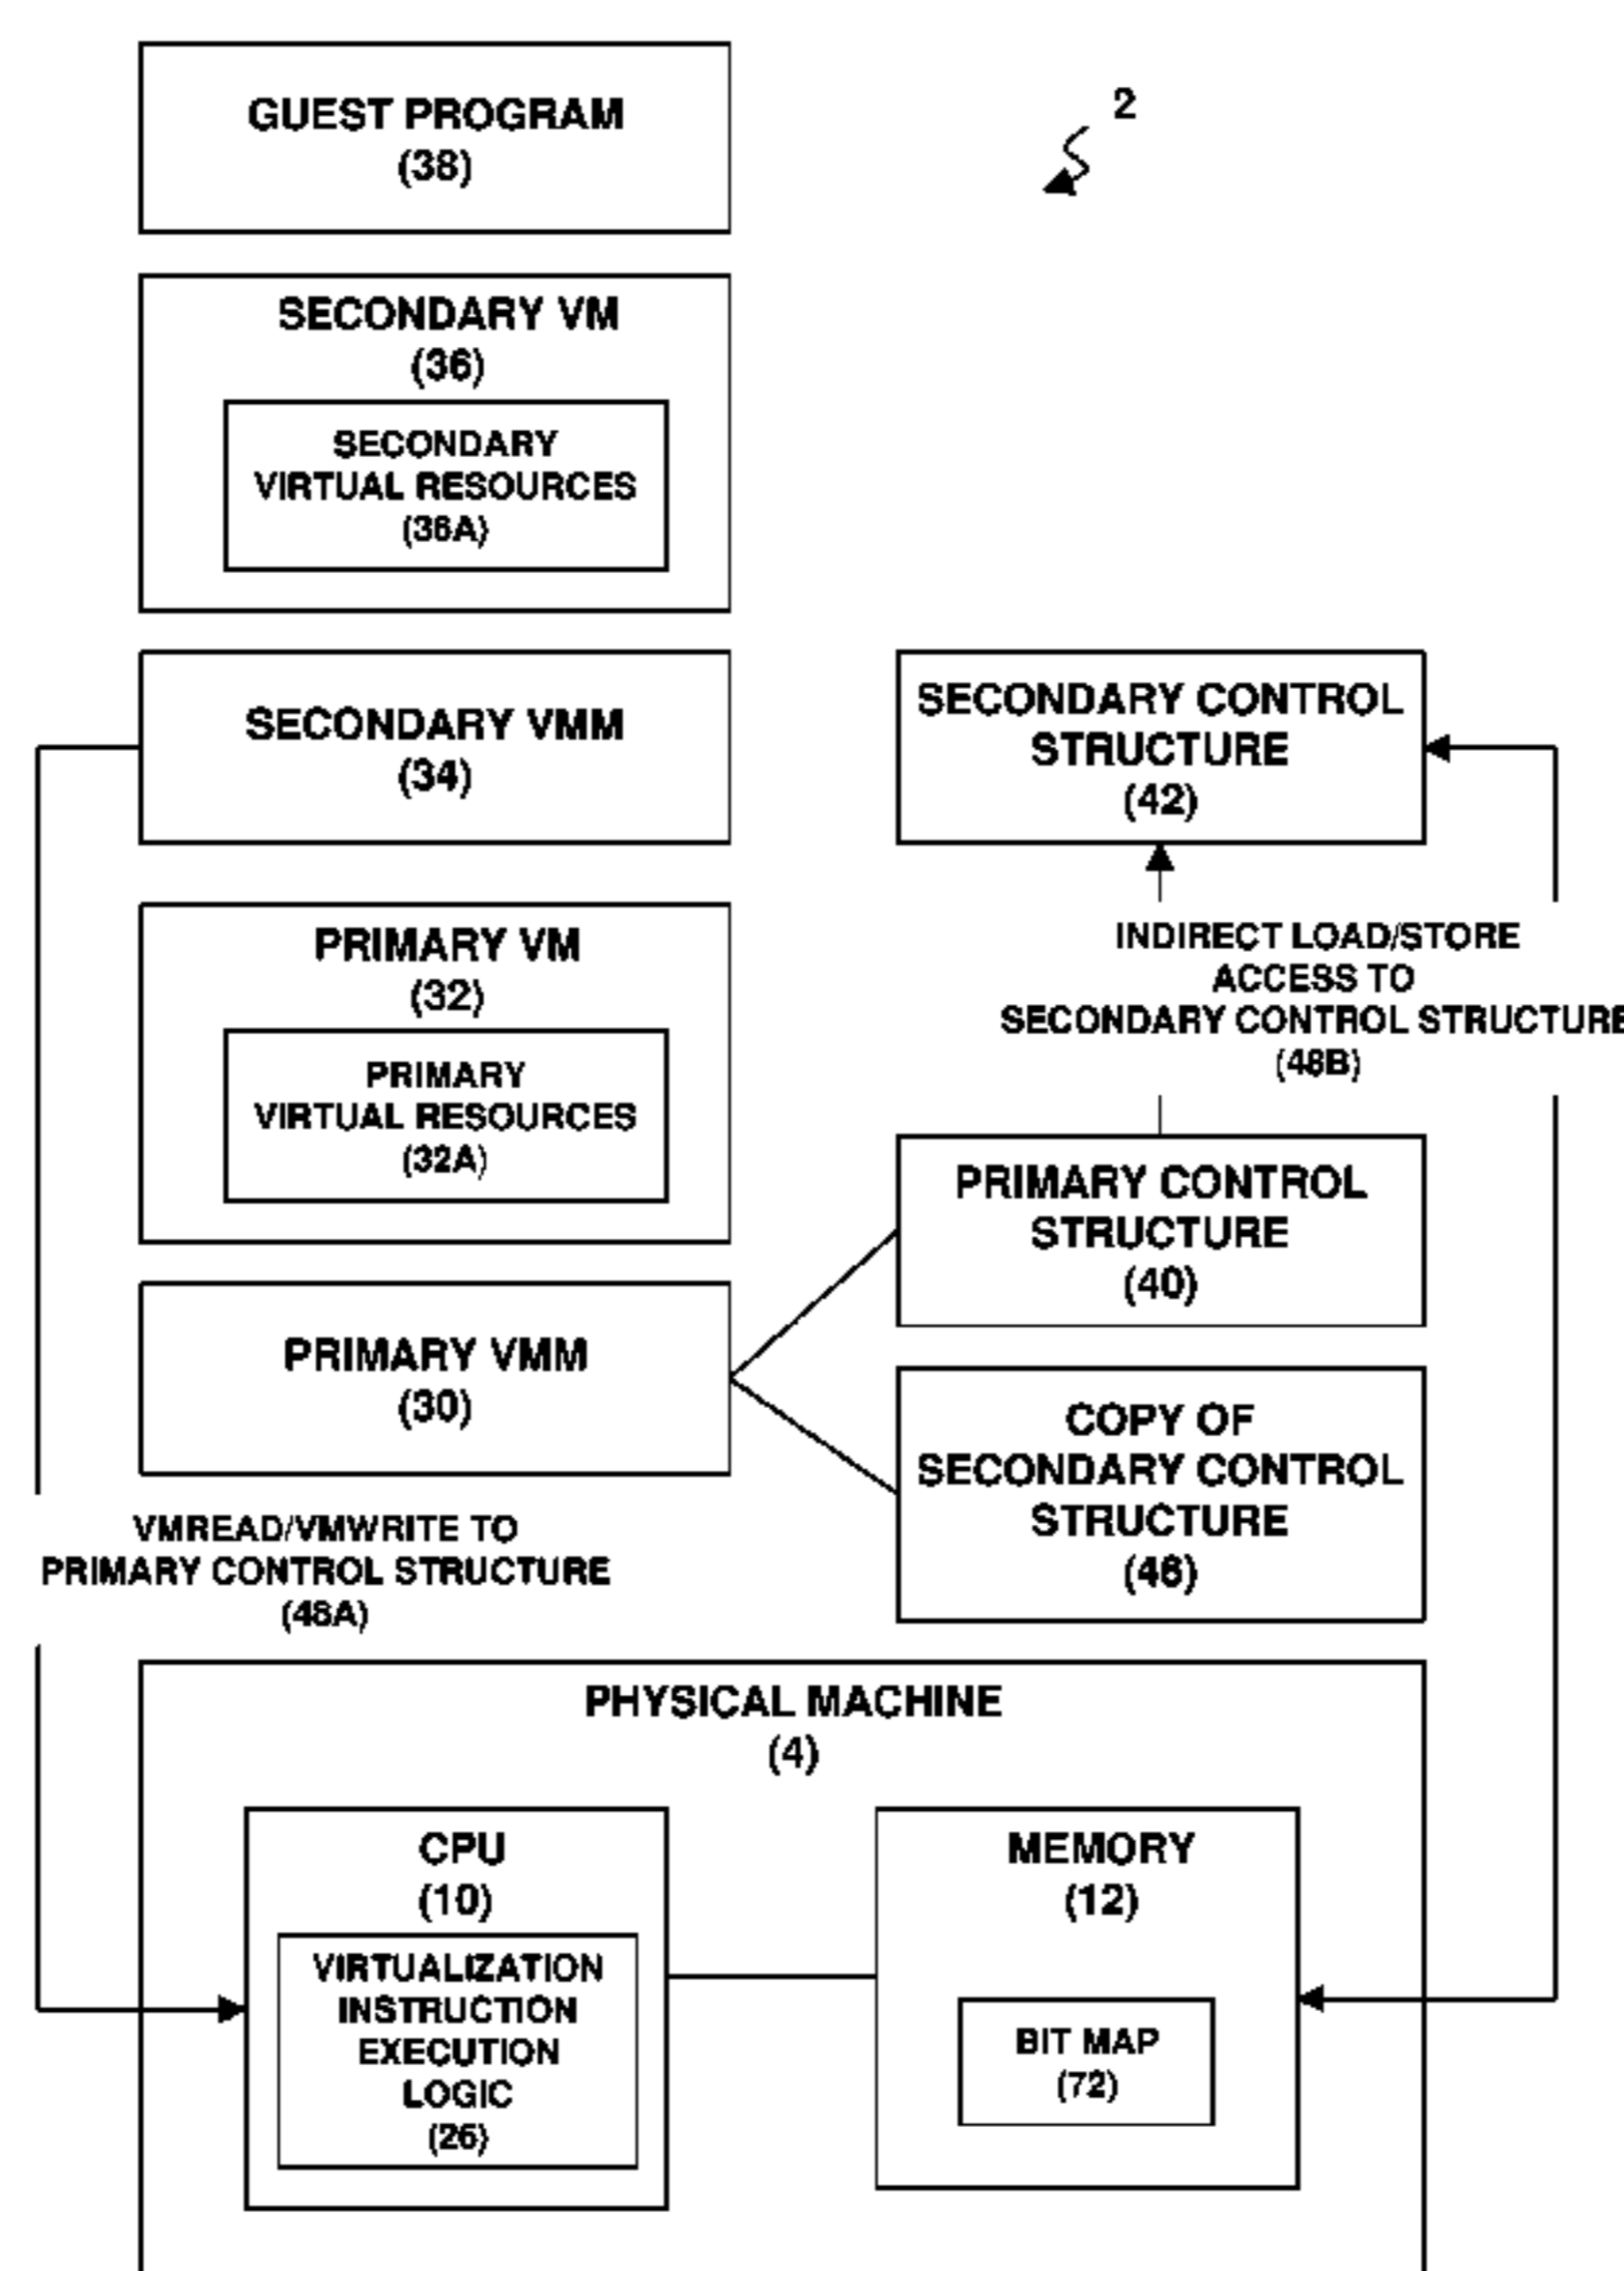 GUEST PROGRAM
(38)
2
SECONDARY VM
(36)
SECONDARY
VIRTUAL RESOURCES
(36A)
SECONDARY VMM
(34)
SECONDARY CONTROL
STRUCTURE
(42)
PRIMARY VM
(32)
PRIMARY
VIRTUAL RESOURCES
(32A)
INDIRECT LOAD/STORE
ACCESS TO
SECONDARY CONTROL STRUCTURE
(48B)
PRIMARY CONTROL
STRUCTURE
(40)
PRIMARY VMM
(30)
COPY OF
SECONDARY CONTROL
STRUCTURE
(46)
VMREAD/VMWRITE TO
PRIMARY CONTROL STRUCTURE
(48A)
PHYSICAL MACHINE
(4)
CPU
(10)
VIRTUALIZATION
INSTRUCTION
EXECUTION
LOGIC
(26)
MEMORY
(12)
BIT MAP
(72)